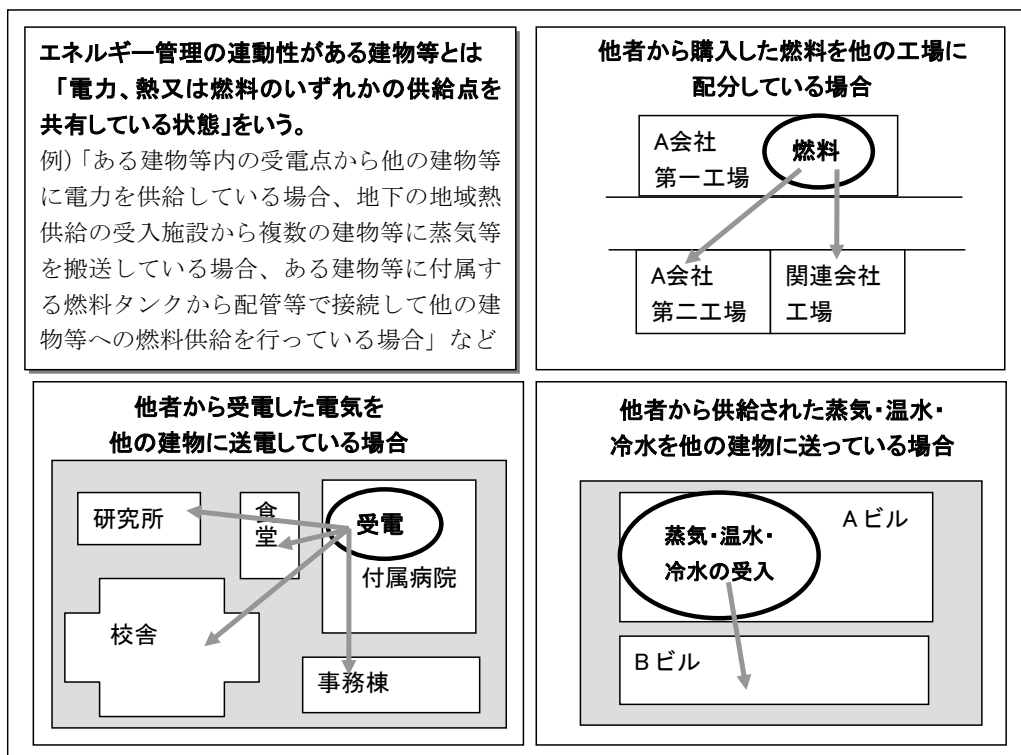 エネルギー管理の連動性がある建物等とは
「電力、熱又は燃料のいずれかの供給点を
共有している状態」をいう。
例)「ある建物等内の受電点から他の建物等
に電力を供給している場合、地下の地域熱
供給の受入施設から複数の建物等に蒸気等
を搬送している場合、ある建物等に付属す
る燃料タンクから配管等で接続して他の建
物等への燃料供給を行っている場合」など
他者から購入した燃料を他の工場に
配分している場合
A会社
第一工場
燃料
A会社
第二工場
関連会社
工場
他者から受電した電気を
他の建物に送電している場合
研究所
食
堂
受電
付属病院
校舎
事務棟
他者から供給された蒸気・温水・
冷水を他の建物に送っている場合
蒸気・温水・
冷水の受入
Aビル
Bビル